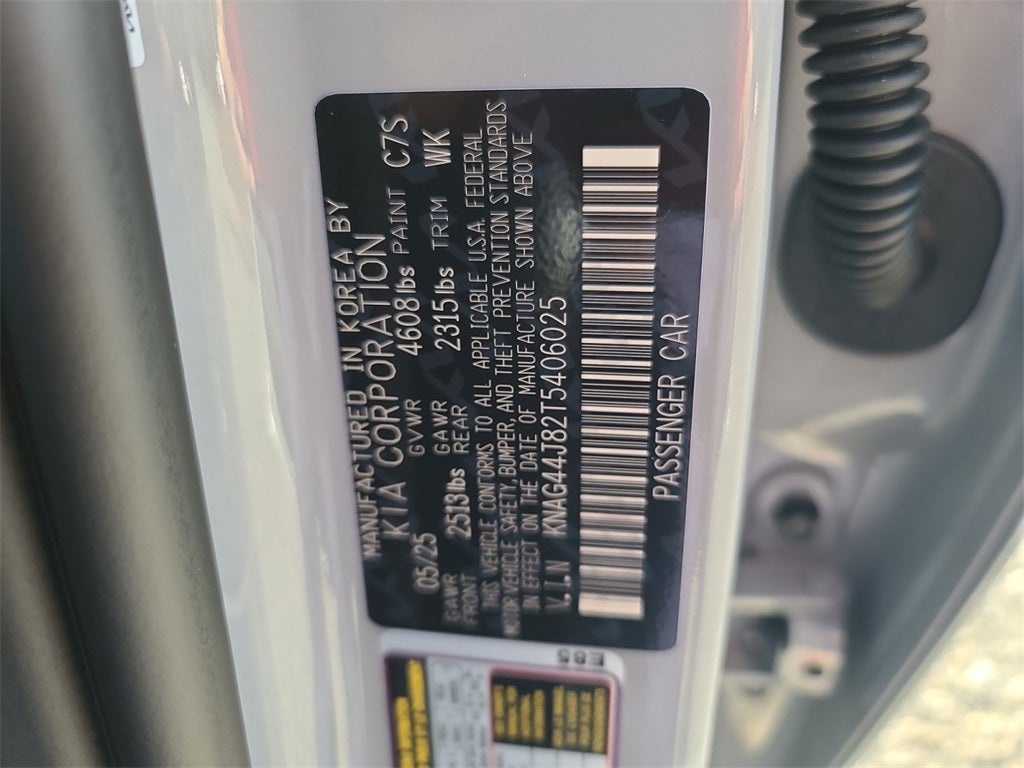 MANUFACTURED IN KOREA BY
KIA CORPORATION
05/25 GVWR 4608lbs PAINT C7S
GAWR FRONT 2513lbs GAWR REAR 2315lbs TRIM WK
THIS VEHICLE CONFORMS TO ALL APPLICABLE U.S.A. FEDERAL
MOTOR VEHICLE SAFETY, BUMPER, AND THEFT PREVENTION STANDARDS
IN EFFECT ON THE DATE OF MANUFACTURE SHOWN ABOVE
V.I.N KNAG44J82T5406025
PASSENGER CAR
E85